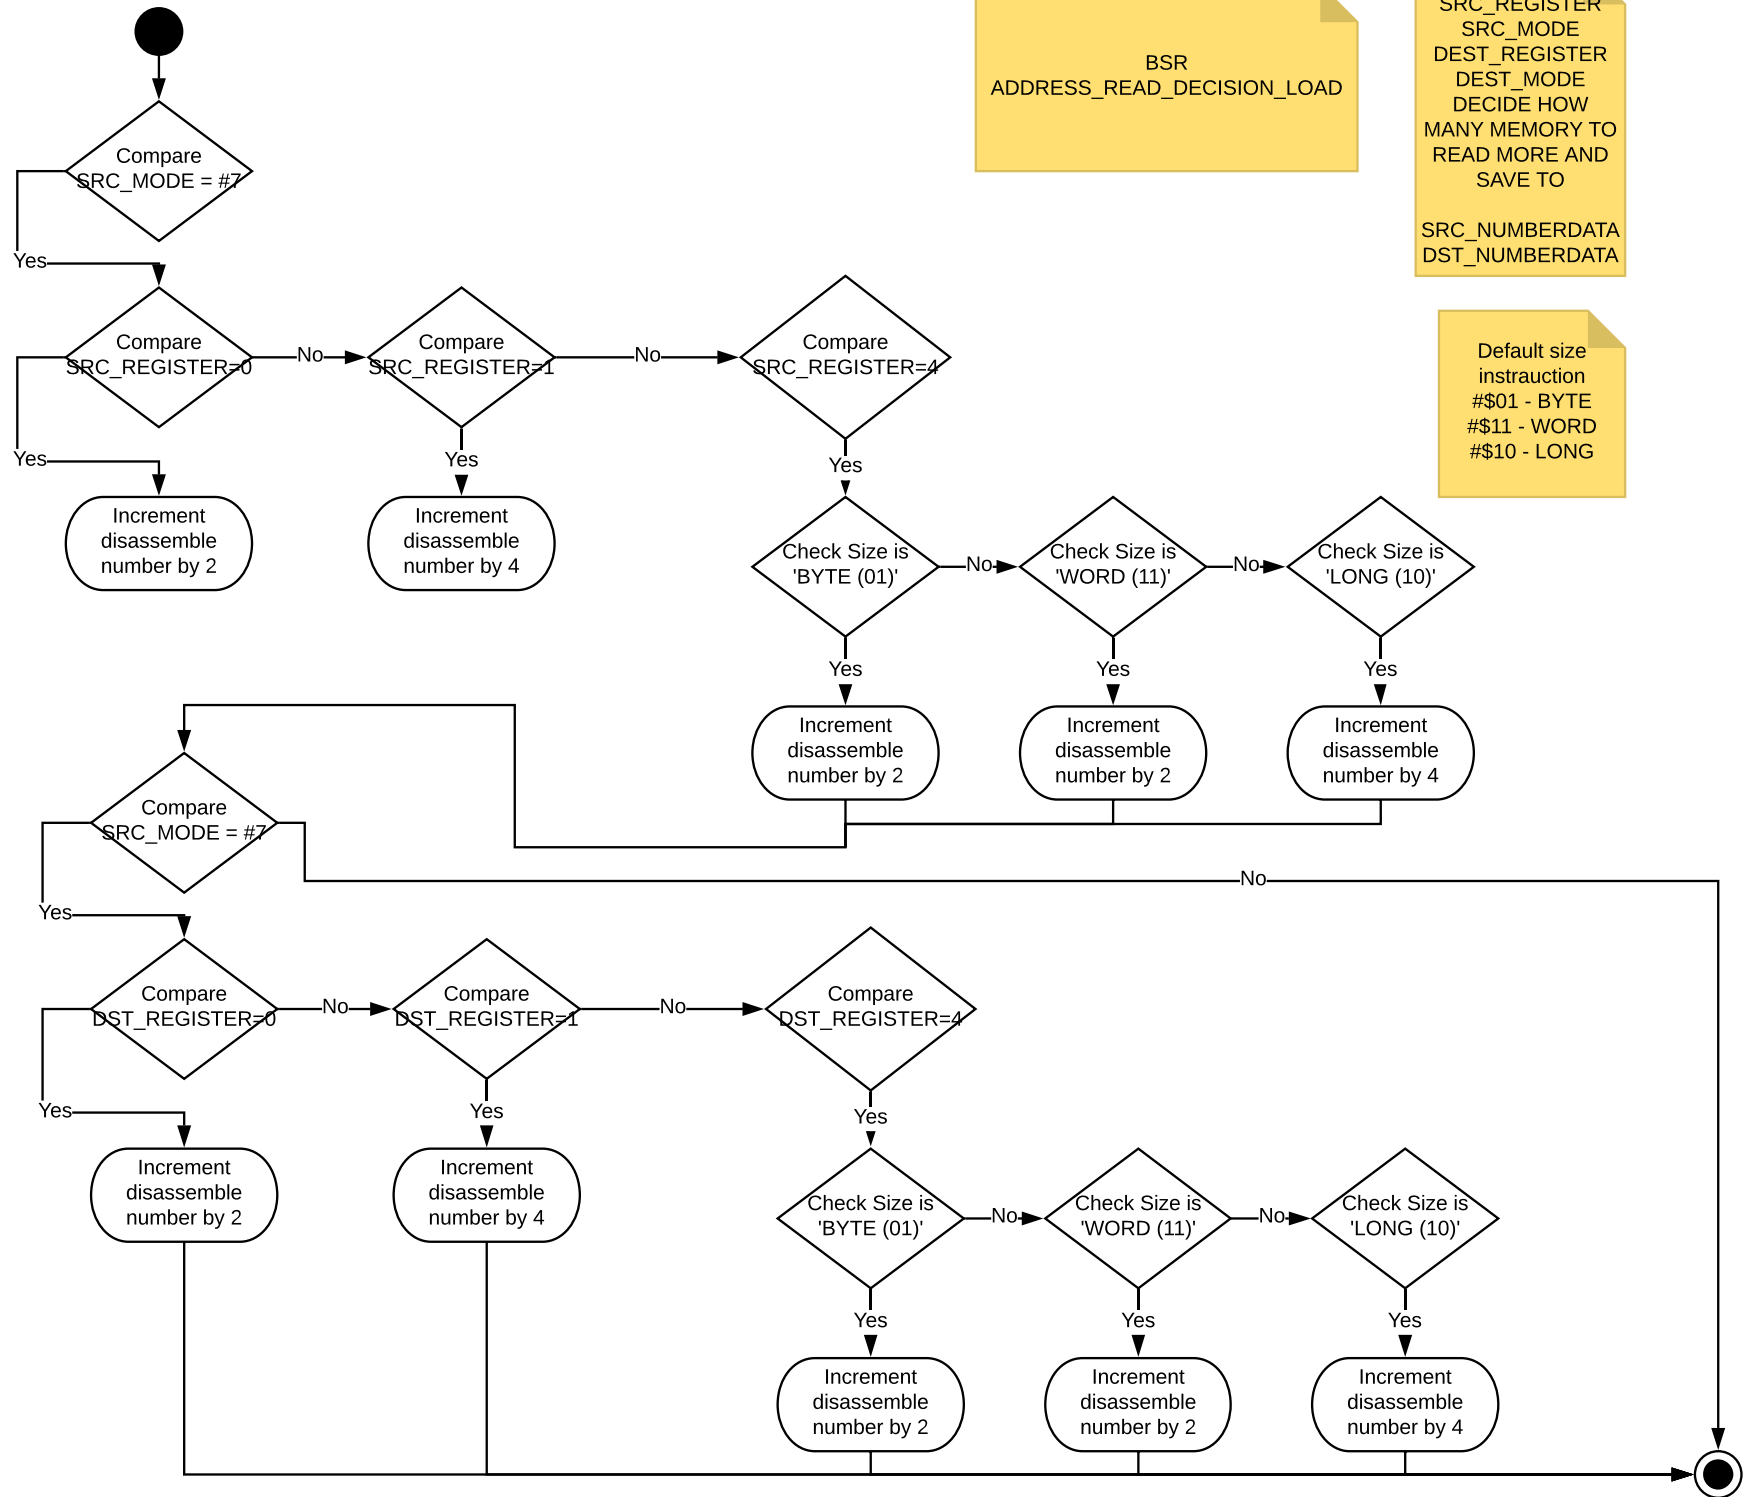 BSR
ADDRESS_READ_DECISION_LOAD
SRC_REGISTER
SRC_MODE
DEST_REGISTER
DEST_MODE
DECIDE HOW
MANY MEMORY TO
READ MORE AND
SAVE TO
SRC_NUMBERDATA
DST_NUMBERDATA
Compare
SRC_MODE = #7
Yes
Compare
SRC_REGISTER=0
No
Compare
SRC_REGISTER=1
No
Compare
SRC_REGISTER=4
Default size
instrauction
#$01 - BYTE
#$11 - WORD
#$10 - LONG
Yes
Yes
Yes
Increment
disassemble
number by 2
Increment
disassemble
number by 4
Check Size is
'BYTE (01)'
No
Check Size is
'WORD (11)'
No
Check Size is
'LONG (10)'
Yes
Yes
Yes
Increment
disassemble
number by 2
Increment
disassemble
number by 2
Increment
disassemble
number by 4
Compare
SRC_MODE = #7
No
Yes
Compare
DST_REGISTER=0
No
Compare
DST_REGISTER=1
No
Compare
DST_REGISTER=4
Yes
Yes
Yes
Increment
disassemble
number by 2
Increment
disassemble
number by 4
Check Size is
'BYTE (01)'
No
Check Size is
'WORD (11)'
No
Check Size is
'LONG (10)'
Yes
Yes
Yes
Increment
disassemble
number by 2
Increment
disassemble
number by 2
Increment
disassemble
number by 4